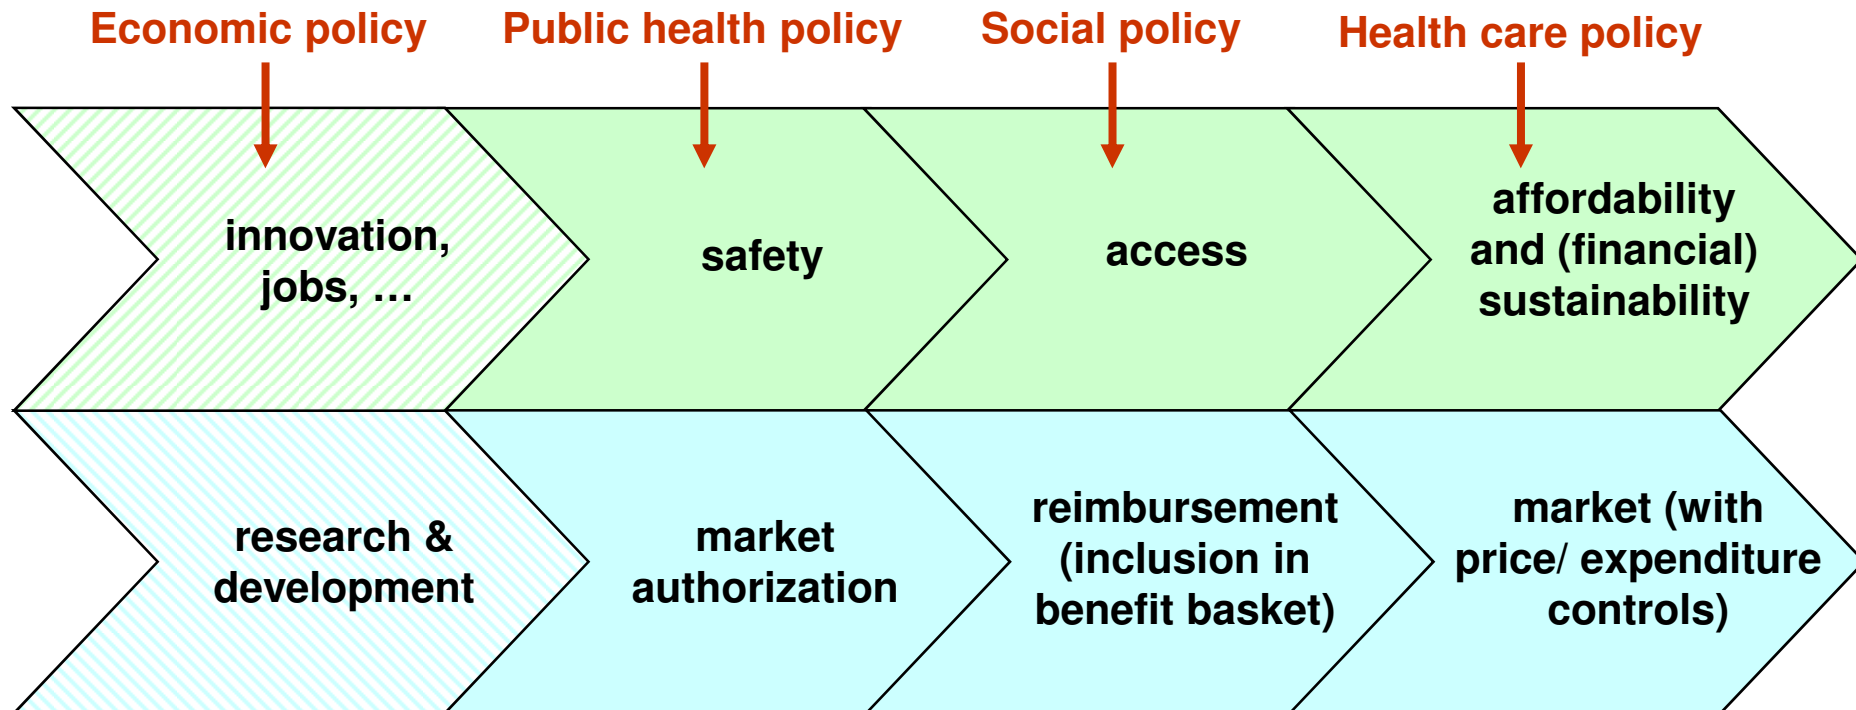 Economic policy
Public health policy
Social policy
Health care policy
innovation,
jobs, …
safety
access
affordability
and (financial)
sustainability
research &
development
market
authorization
reimbursement
(inclusion in
benefit basket)
market (with
price/ expenditure
controls)